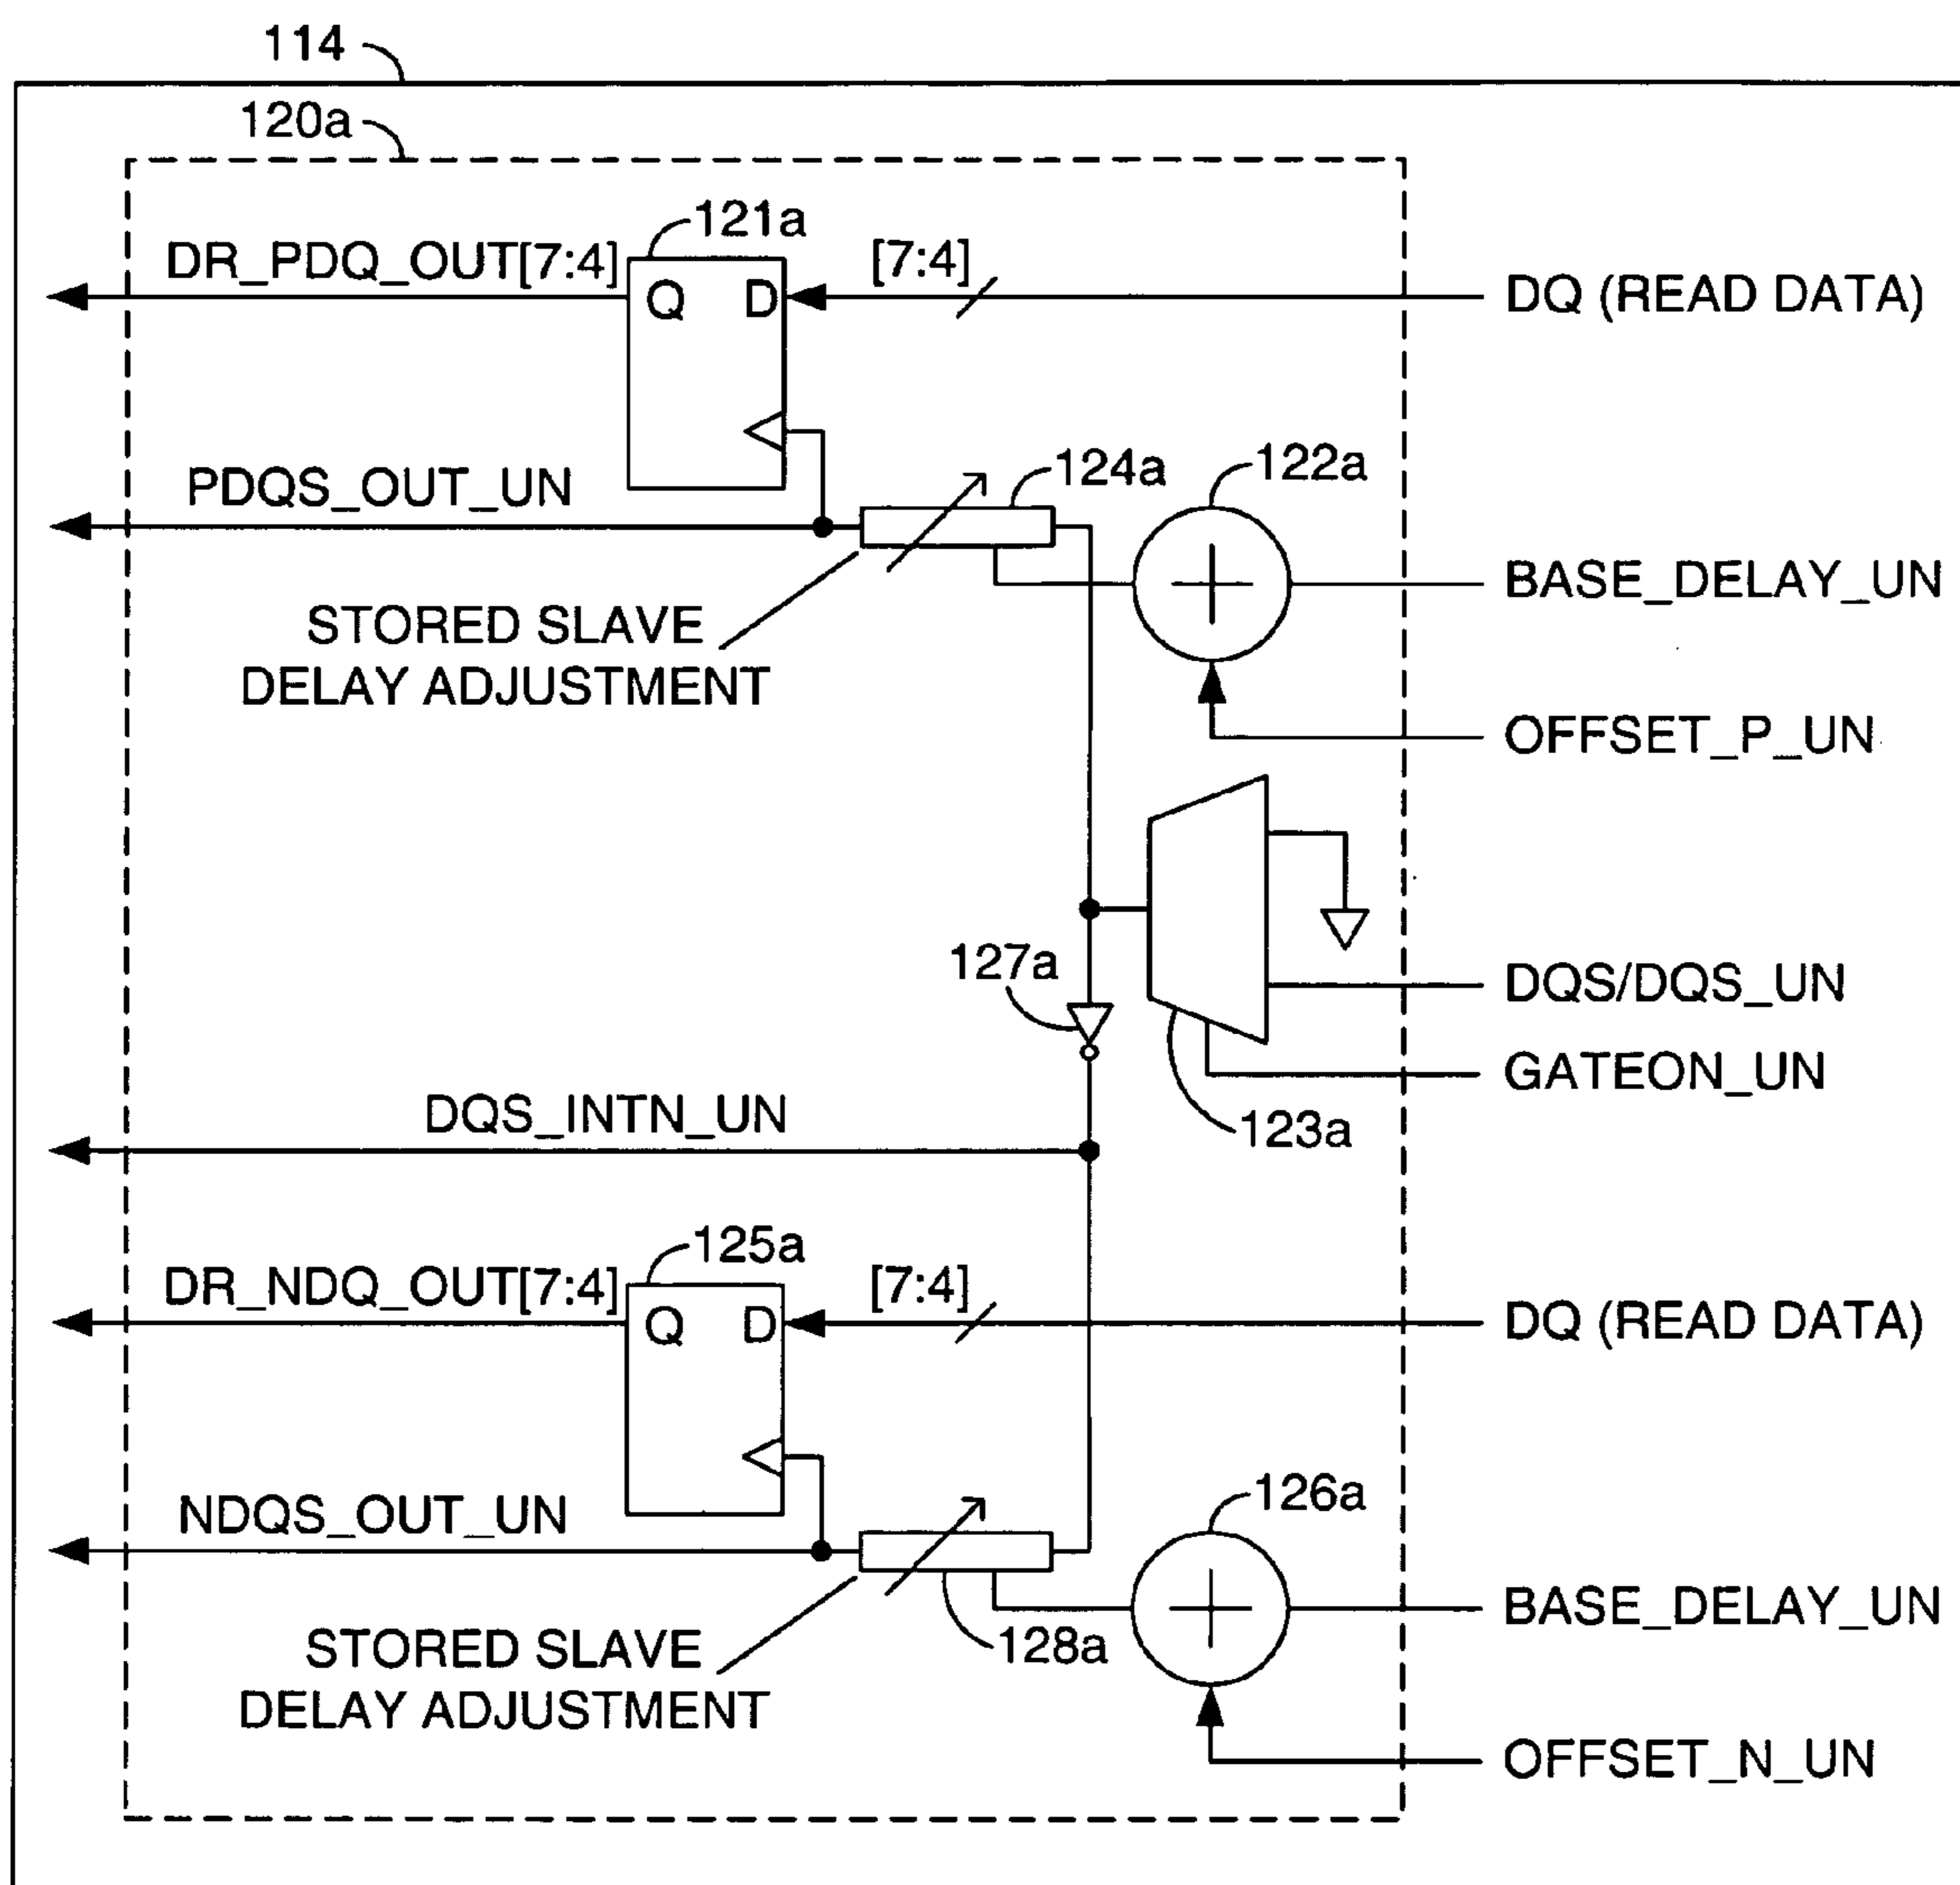 114
120a
121a
DR_PDQ_OUT[7:4]
Q
D
[7:4]
DQ (READ DATA)
PDQS_OUT_UN
124a
122a
BASE_DELAY_UN
STORED SLAVE
DELAY ADJUSTMENT
OFFSET_P_UN
127a
DQS/DQS_UN
GATEON_UN
123a
DQS_INTN_UN
125a
DR_NDQ_OUT[7:4]
Q
D
[7:4]
DQ (READ DATA)
NDQS_OUT_UN
126a
BASE_DELAY_UN
128a
STORED SLAVE
DELAY ADJUSTMENT
OFFSET_N_UN